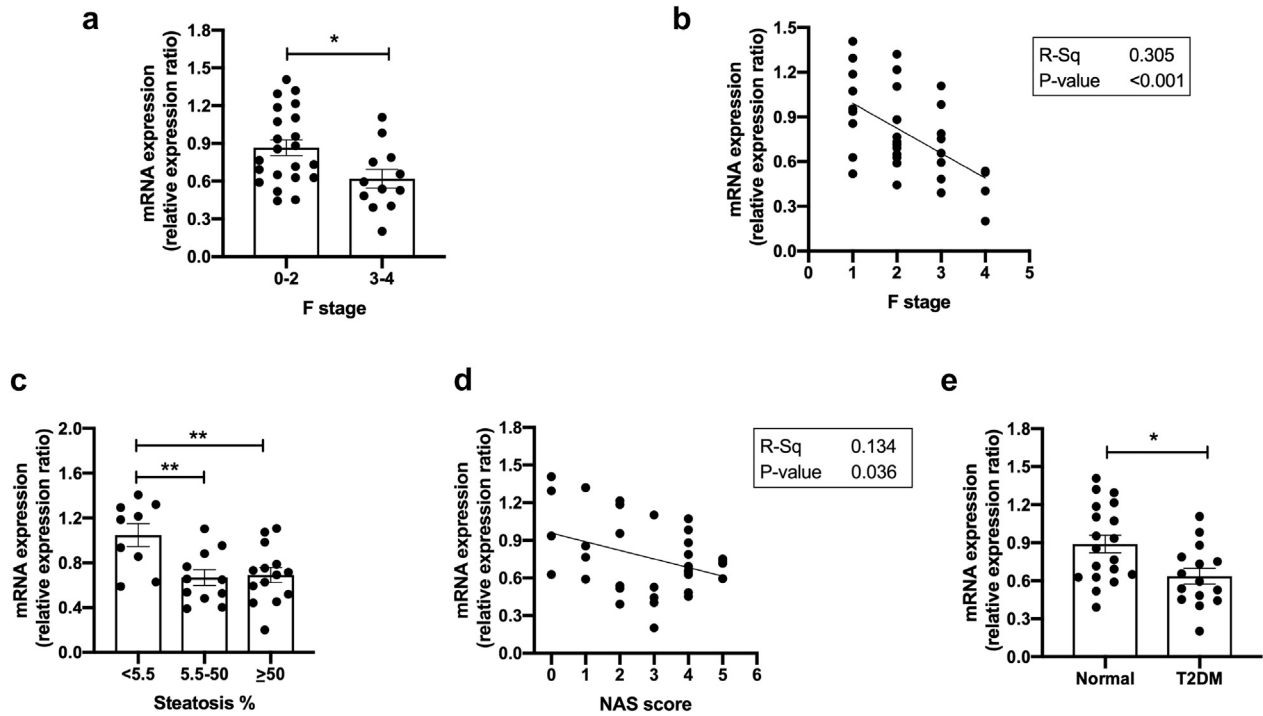 a
mRNA expression
(relative expression ratio)
1.8
1.5
1.2
0.9
0.6
0.3
0.0
*
0-2
3-4
F stage
b
mRNA expression
(relative expression ratio)
1.5
1.2
0.9
0.6
0.3
0.0
0 1 2 3 4 5
F stage
R-Sq 0.305
P-value <0.001
c
mRNA expression
(relative expression ratio)
2.0
1.6
1.2
0.8
0.4
0.0
**
**
<5.5 5.5-50 ≥50
Steatosis %
d
mRNA expression
(relative expression ratio)
1.8
1.5
1.2
0.9
0.6
0.3
0.0
0 1 2 3 4 5 6
NAS score
R-Sq 0.134
P-value 0.036
e
mRNA expression
(relative expression ratio)
1.8
1.5
1.2
0.9
0.6
0.3
0.0
*
Normal T2DM